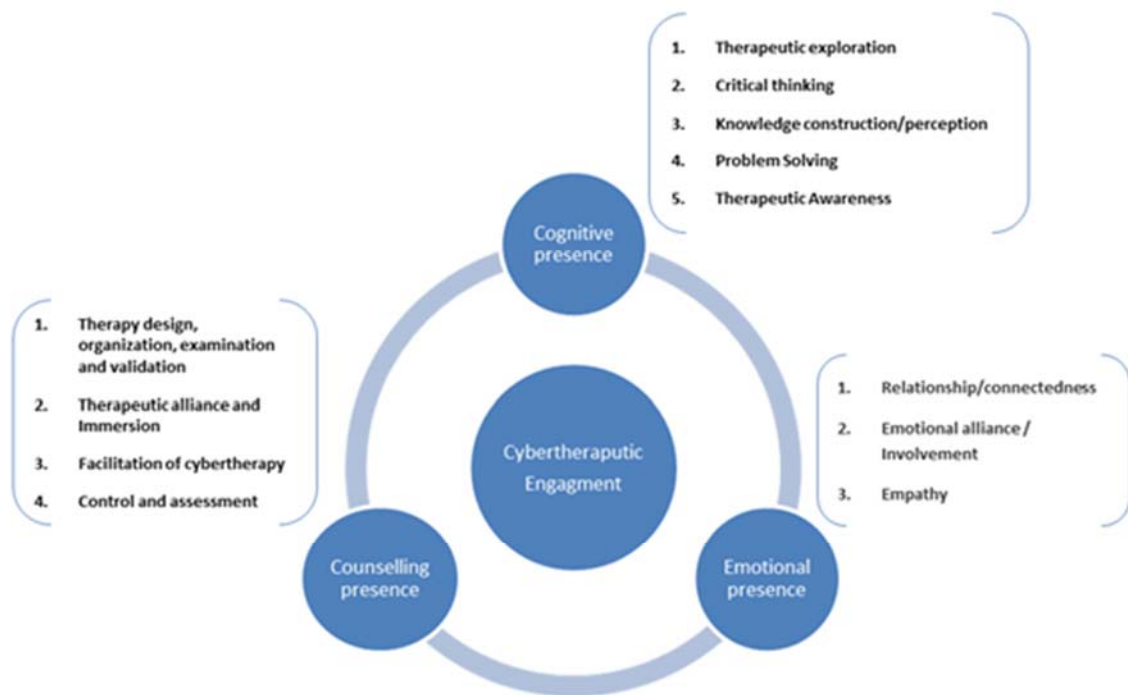 1. Therapeutic exploration
2. Critical thinking
3. Knowledge construction/perception
4. Problem Solving
5. Therapeutic Awareness
Cognitive
presence
1. Therapy design,
organization, examination
and validation
2. Therapeutic alliance and
Immersion
3. Facilitation of cybertherapy
4. Control and assessment
Cybertheraputic
Engagment
1. Relationship/connectedness
2. Emotional alliance /
Involvement
3. Empathy
Counselling
presence
Emotional
presence